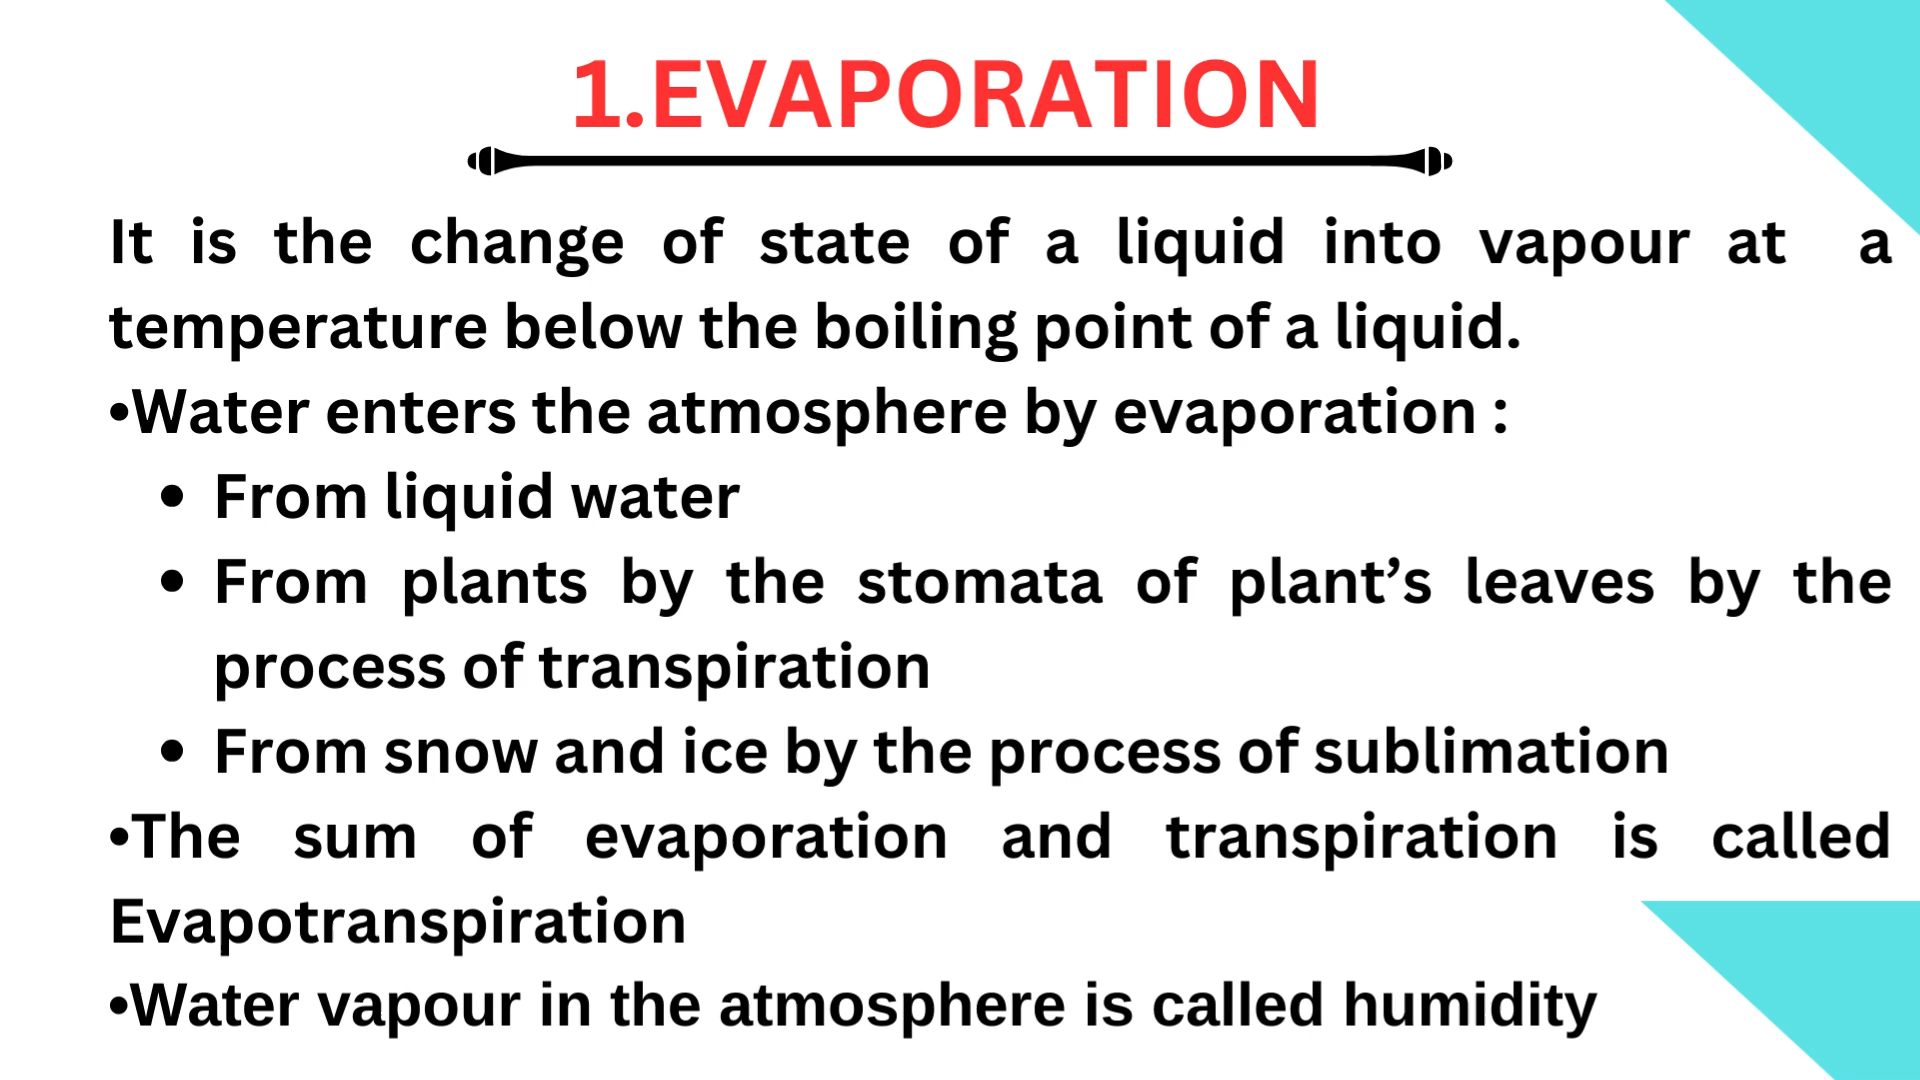 1.EVAPORATION
It is the change of state of a liquid into vapour at a
temperature below the boiling point of a liquid.
•Water enters the atmosphere by evaporation :
• From liquid water
• From plants by the stomata of plant’s leaves by the
process of transpiration
• From snow and ice by the process of sublimation
•The sum of evaporation and transpiration is called
Evapotranspiration
•Water vapour in the atmosphere is called humidity